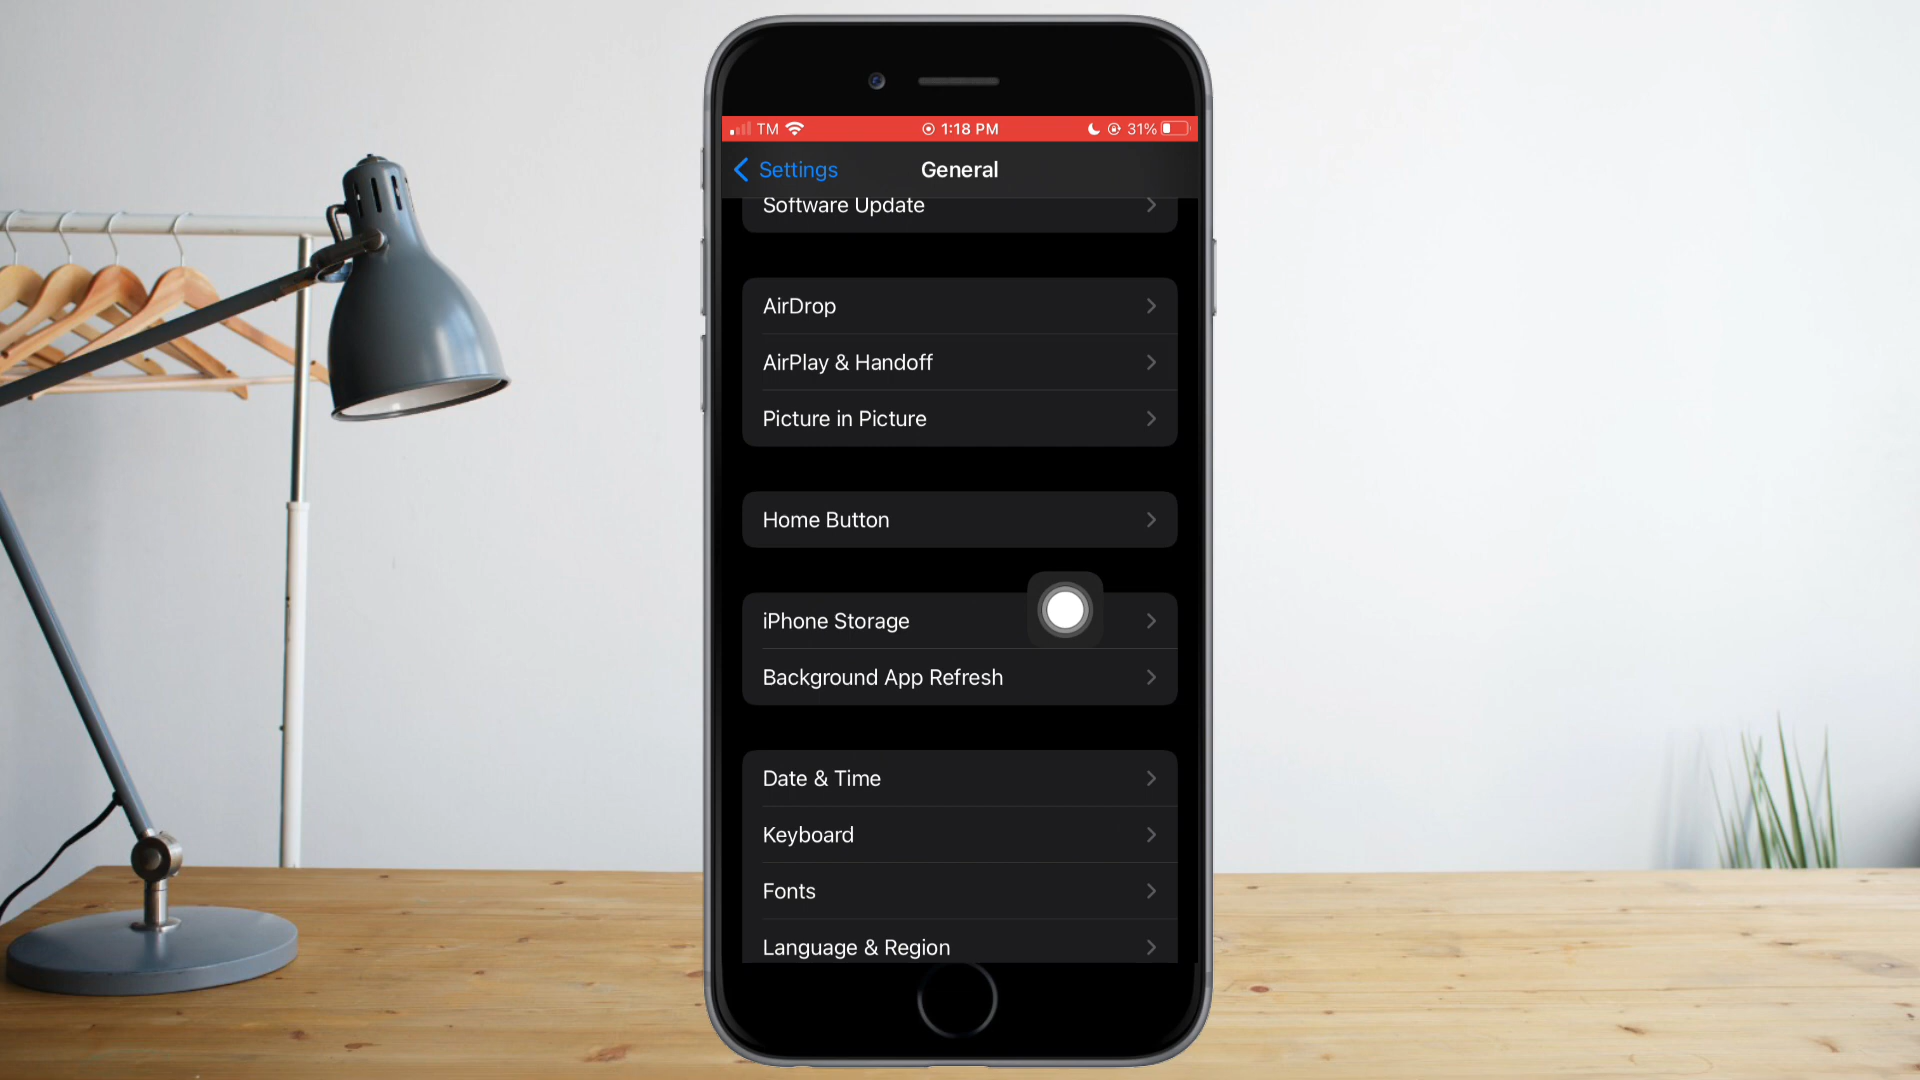 TM 1:18 PM 31%
Settings General
Software Update
AirDrop
AirPlay & Handoff
Picture in Picture
Home Button
iPhone Storage
Background App Refresh
Date & Time
Keyboard
Fonts
Language & Region